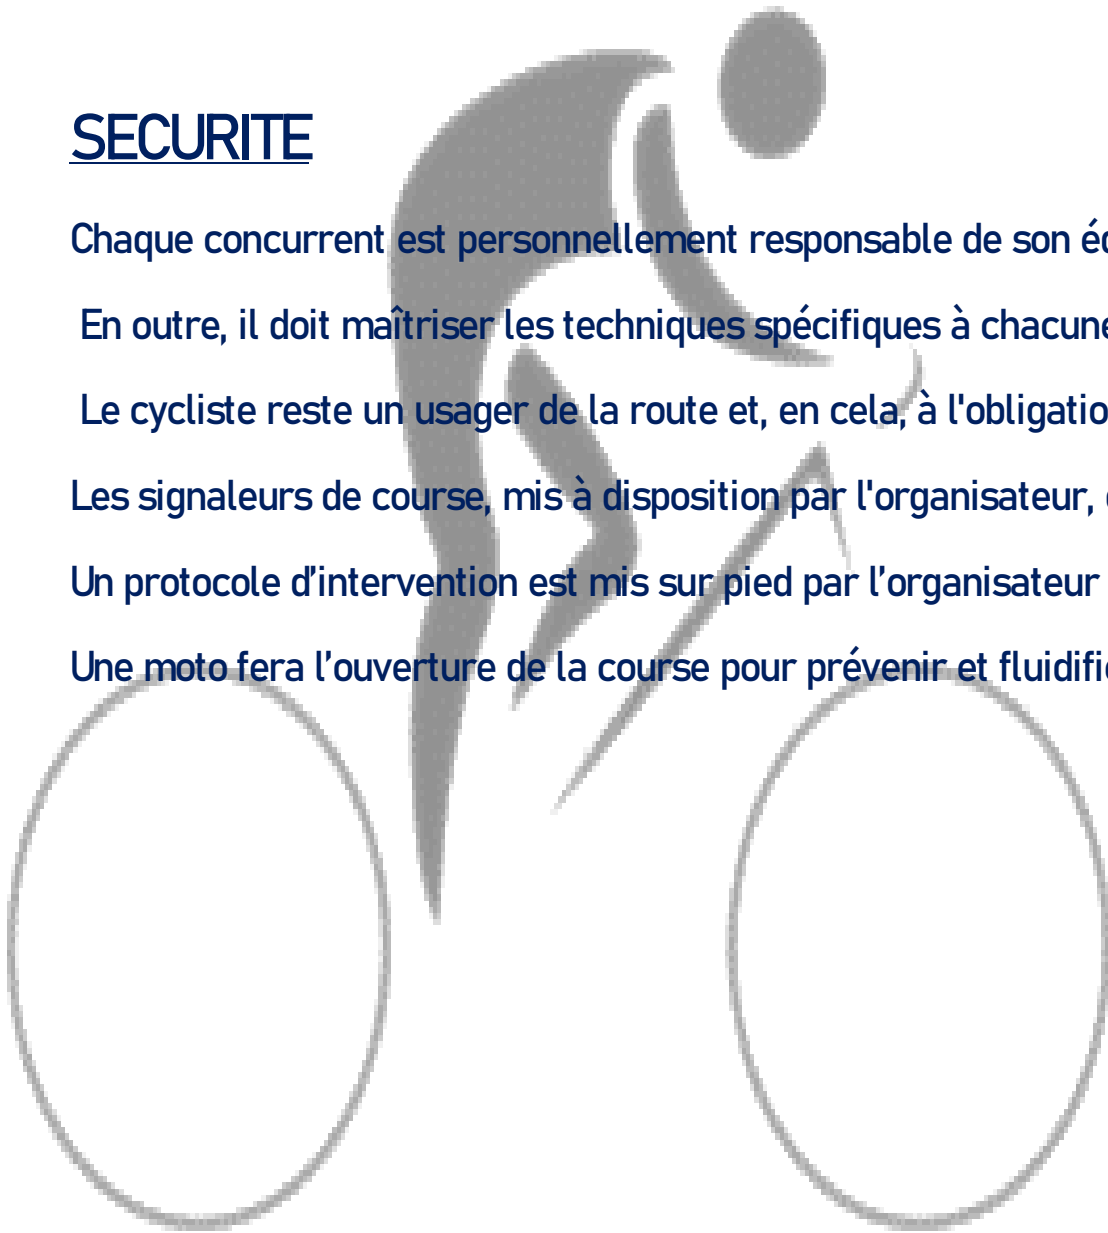 SECURITE
Chaque concurrent est personnellement responsable de son
En outre, il doit maîtriser les techniques spécifiques à chacune
Le cycliste reste un usager de la route et, en cela, à l'obligatio
Les signaleurs de course, mis à disposition par l'organisateur,
Un protocole d’intervention est mis sur pied par l’organisateur
Une moto fera l’ouverture de la course pour prévenir et fluidifi